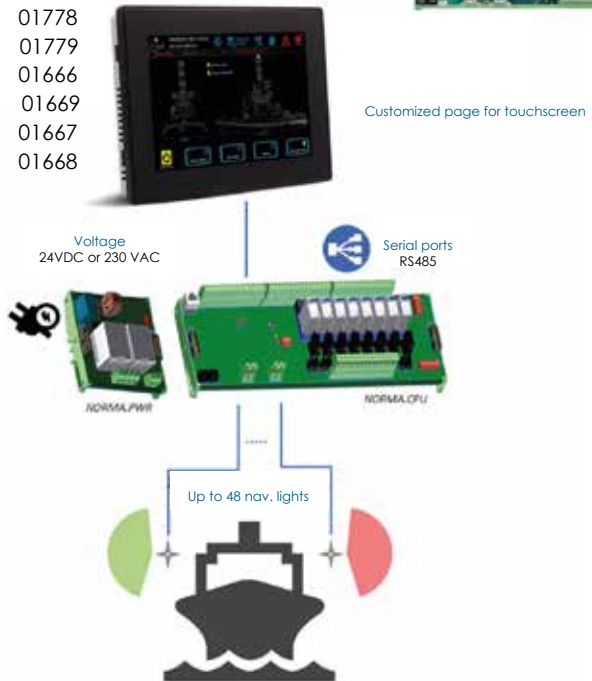 01778
01779
01666
01669
01667
01668
Customized page for touchscreen
Voltage
24VDC or 230 VAC
Serial ports
RS485
NORMA.PWR
NORMA.CPU
.....
Up to 48 nav. lights